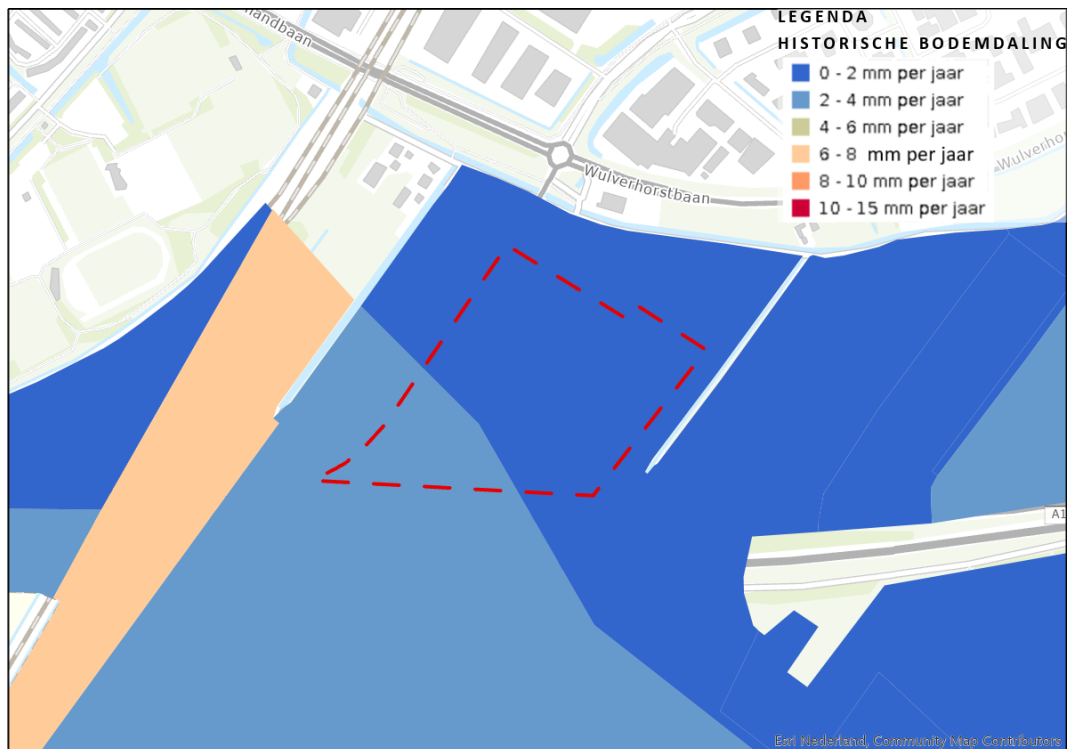 LEGENDA
HISTORISCHE BODEMDALING
0 - 2 mm per jaar
2 - 4 mm per jaar
4 - 6 mm per jaar
6 - 8 mm per jaar
8 - 10 mm per jaar
10 - 15 mm per jaar
andbaan
Wulverhorstbaan
Wulverho
A1
Esri Nederland, Community Map Contributors